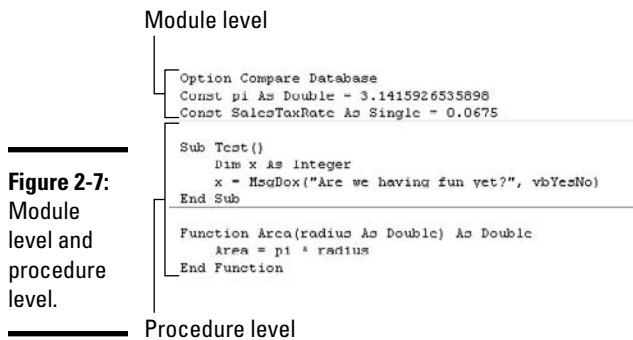 Module level
Option Compare Database
Const pi As Double = 3.1415926535898
Const SalesTaxRate As Single = 0.0675
Sub Test()
Dim x As Integer
x = MsgBox("Are we having fun yet?", vbYesNo)
End Sub
Function Area(radius As Double) As Double
Area = pi * radius
End Function
Procedure level
Figure 2-7:
Module
level and
procedure
level.